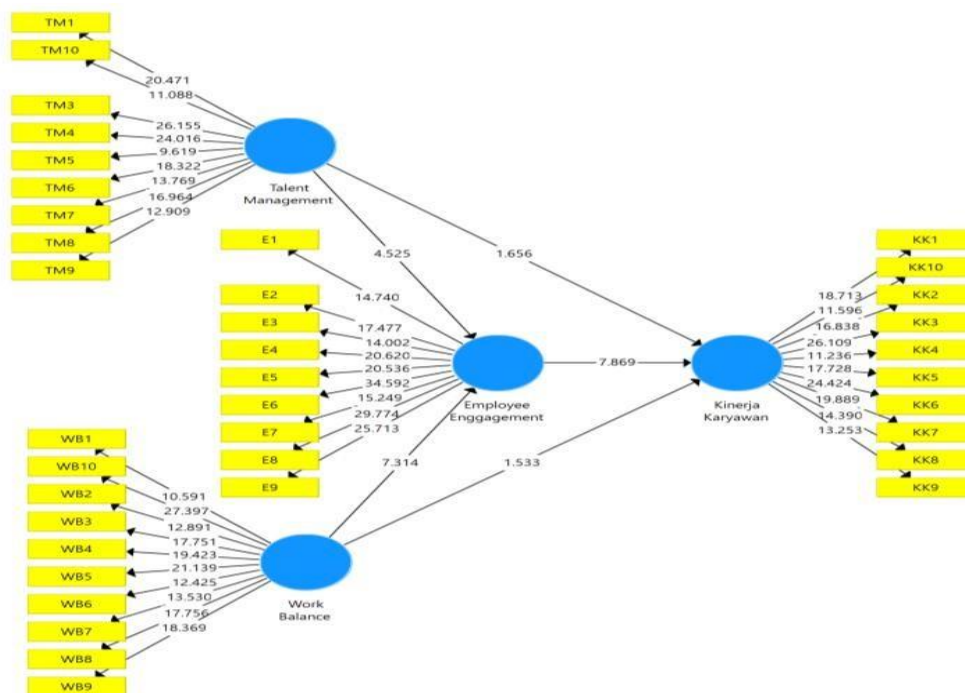 TM1
TM10
TM3
TM4
TM5
TM6
TM7
TM8
TM9
20.471
11.088
26.155
24.016
9.619
18.322
13.769
16.964
12.909
Talent
Management
4.525
1.656
E1
E2
E3
E4
E5
E6
E7
E8
E9
14.740
17.477
14.002
20.620
20.536
34.592
15.249
29.774
25.713
Employee
Enggagement
7.869
Kinerja
Karyawan
18.713
11.596
16.838
26.109
11.236
17.728
24.424
19.889
14.390
13.253
KK1
KK10
KK2
KK3
KK4
KK5
KK6
KK7
KK8
KK9
7.314
1.533
WB1
WB10
WB2
WB3
WB4
WB5
WB6
WB7
WB8
WB9
10.591
27.397
12.891
17.751
19.423
21.139
12.425
13.530
17.756
18.369
Work
Balance